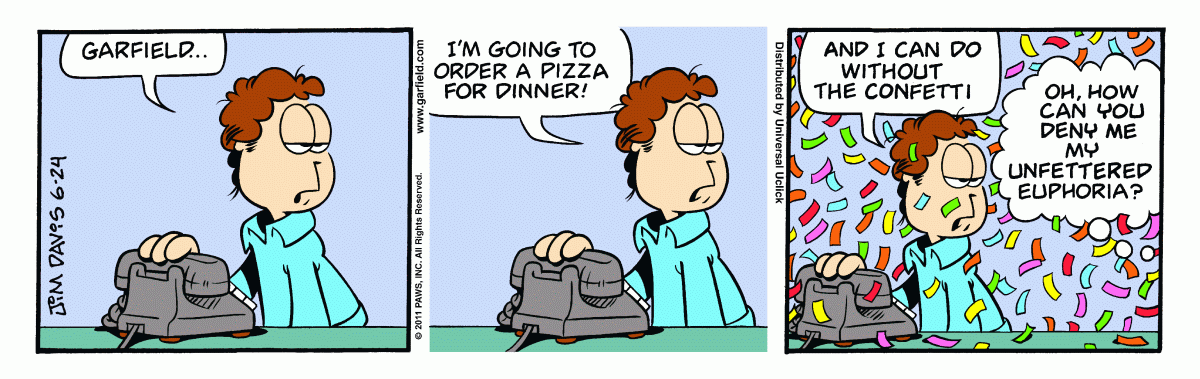 GARFIELD...
JIM DAVIS 6-24
© 2011 PAWS, INC. All Rights Reserved.
www.garfield.com
I'M GOING TO
ORDER A PIZZA
FOR DINNER!
Distributed by Universal Uclick
AND I CAN DO
WITHOUT
THE CONFETTI
OH, HOW
CAN YOU
DENY ME
MY
UNFETTERED
EUPHORIA?